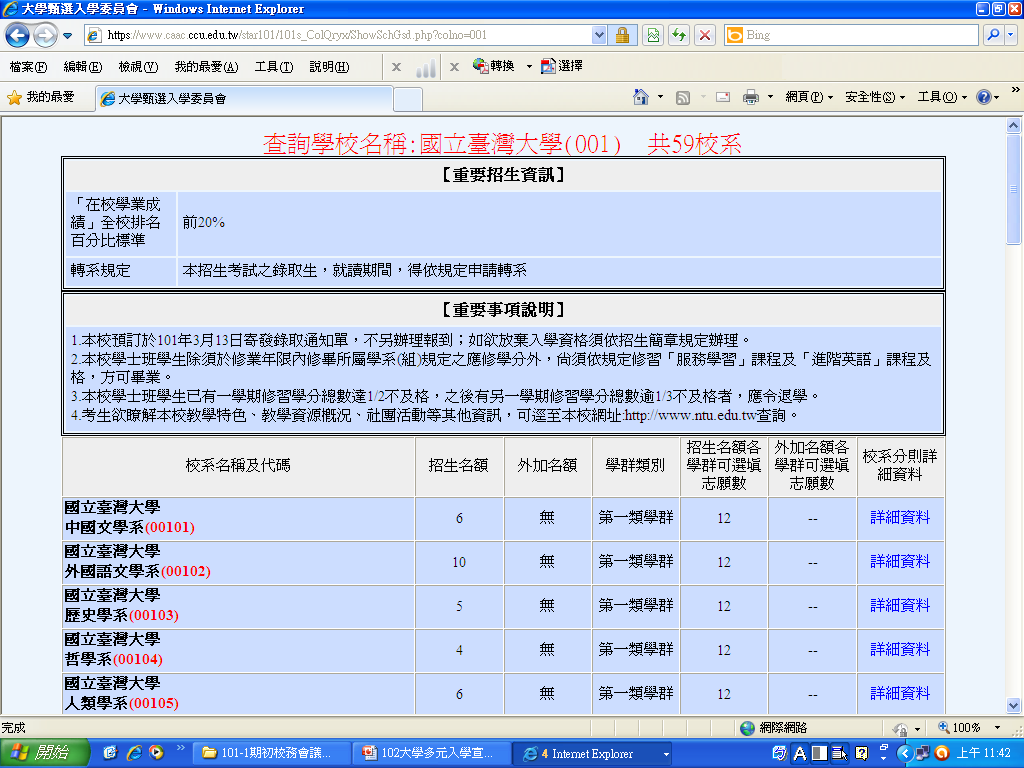 大學甄選入學委員會 - Windows Internet Explorer
https://www.caac.ccu.edu.tw/star101/101s_ColQryx/ShowSchGsd.php?colno=001
Bing
檔案(F) 編輯(E) 檢視(V) 我的最愛(A) 工具(T) 說明(H) 轉換 選擇
我的最愛 大學甄選入學委員會 網頁(P) 安全性(S) 工具(O)
查詢學校名稱:國立臺灣大學(001) 共59校系
【重要招生資訊】
「在校學業成
績」全校排名
百分比標準
前20%
轉系規定 本招生考試之錄取生，就讀期間，得依規定申請轉系
【重要事項說明】
1.本校預訂於101年3月13日寄發錄取通知單，不另辦理報到；如欲放棄入學資格須依招生簡章規定辦理。
2.本校學士班學生除須於修業年限內修畢所屬學系(組)規定之應修學分外，尚須依規定修習「服務學習」課程及「進階英語」課程及
格，方可畢業。
3.本校學士班學生已有一學期修習學分總數達1/2不及格，之後有另一學期修習學分總數逾1/3不及格者，應令退學。
4.考生欲瞭解本校教學特色、教學資源概況、社團活動等其他資訊，可逕至本校網址:http://www.ntu.edu.tw查詢。
校系名稱及代碼
招生名額
外加名額
學群類別
招生名額各
學群可選填
志願數
外加名額各
學群可選填
志願數
校系分則詳
細資料
國立臺灣大學
中國文學系(00101) 6 無 第一類學群 12 -- 詳細資料
國立臺灣大學
外國語文學系(00102) 10 無 第一類學群 12 -- 詳細資料
國立臺灣大學
歷史學系(00103) 5 無 第一類學群 12 -- 詳細資料
國立臺灣大學
哲學系(00104) 4 無 第一類學群 12 -- 詳細資料
國立臺灣大學
人類學系(00105) 6 無 第一類學群 12 -- 詳細資料
完成 網際網路 100%
開始 101-1期初校務會議... 102大學多元入學宣... 4 Internet Explorer A 上午 11:42